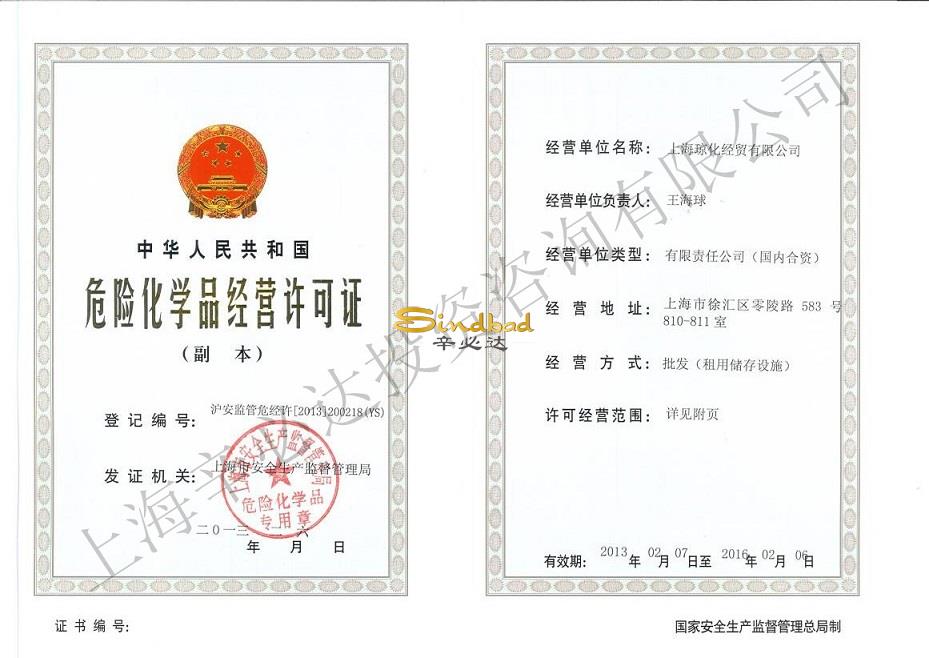 中华人民共和国
危险化学品经营许可证
（副 本）
登记编号： 沪安监管危经许[2013]200218(YS)
发证机关： 上海市安全生产监督管理局
上海市安全生产监督管理局
危险化学品
专用章
二0一三 二 六
年 月 日
证书编号：
经营单位名称： 上海琼化经贸有限公司
经营单位负责人： 王海球
经营单位类型： 有限责任公司（国内合资）
经营地址： 上海市徐汇区零陵路 583 号
810-811室
经营方式： 批发（租用储存设施）
许可经营范围： 详见附页
有效期： 2013 年 02 月 07 日至 2016 年 02 月 06 日
国家安全生产监督管理总局制
Sindbad
辛必达
上海辛必达投资咨询有限公司